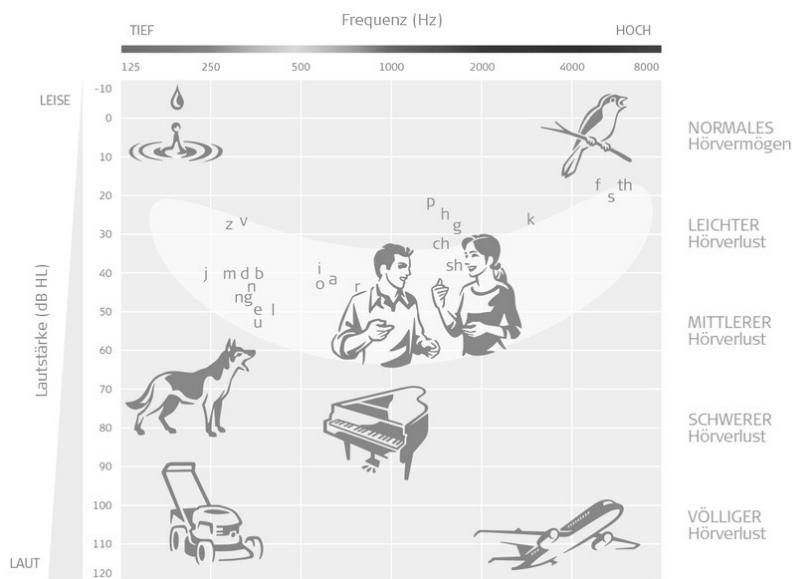 Frequenz (Hz)
TIEF
HOCH
125 250 500 1000 2000 4000 8000
LEISE
-10
0
10
20
30
40
50
60
70
80
90
100
110
120
LAUT
Lautstärke (dB HL)
NORMALES
Hörvermögen
LEICHTER
Hörverlust
MITTLERER
Hörverlust
SCHWERER
Hörverlust
VÖLLIGER
Hörverlust
f th
s
p
h
g
k
z v
ch
sh
j m d b
n
ng
e l
u
i
o a
r